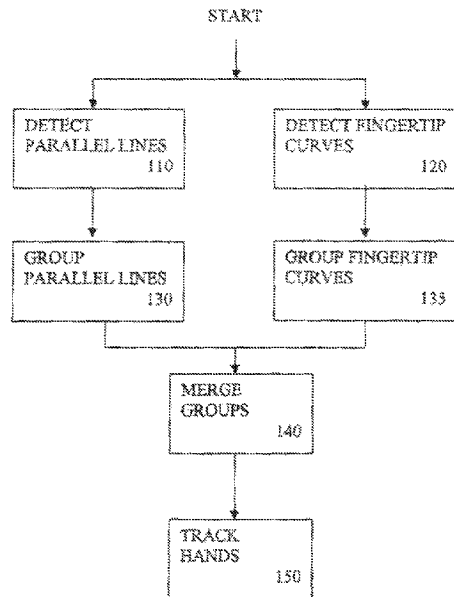 START
DETECT
PARALLEL LINES
110
DETECT FINGERTIP
CURVES
120
GROUP
PARALLEL LINES
130
GROUP FINGERTIP
CURVES
135
MERGE
GROUPS
140
TRACK
HANDS
150